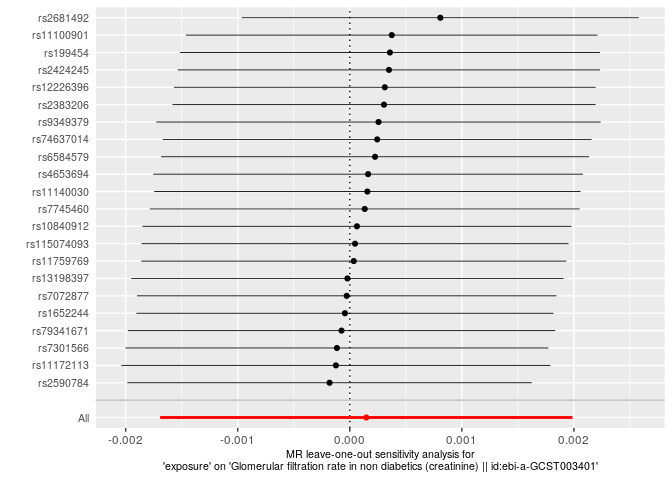 rs2681492
rs11100901
rs199454
rs2424245
rs12226396
rs2383206
rs9349379
rs74637014
rs6584579
rs4653694
rs11140030
rs7745460
rs10840912
rs115074093
rs11759769
rs13198397
rs7072877
rs1652244
rs79341671
rs7301566
rs11172113
rs2590784
All
-0.002 -0.001 0.000 0.001 0.002
MR leave-one-out sensitivity analysis for
'exposure' on 'Glomerular filtration rate in non diabetics (creatinine) || id:ebi-a-GCST003401'